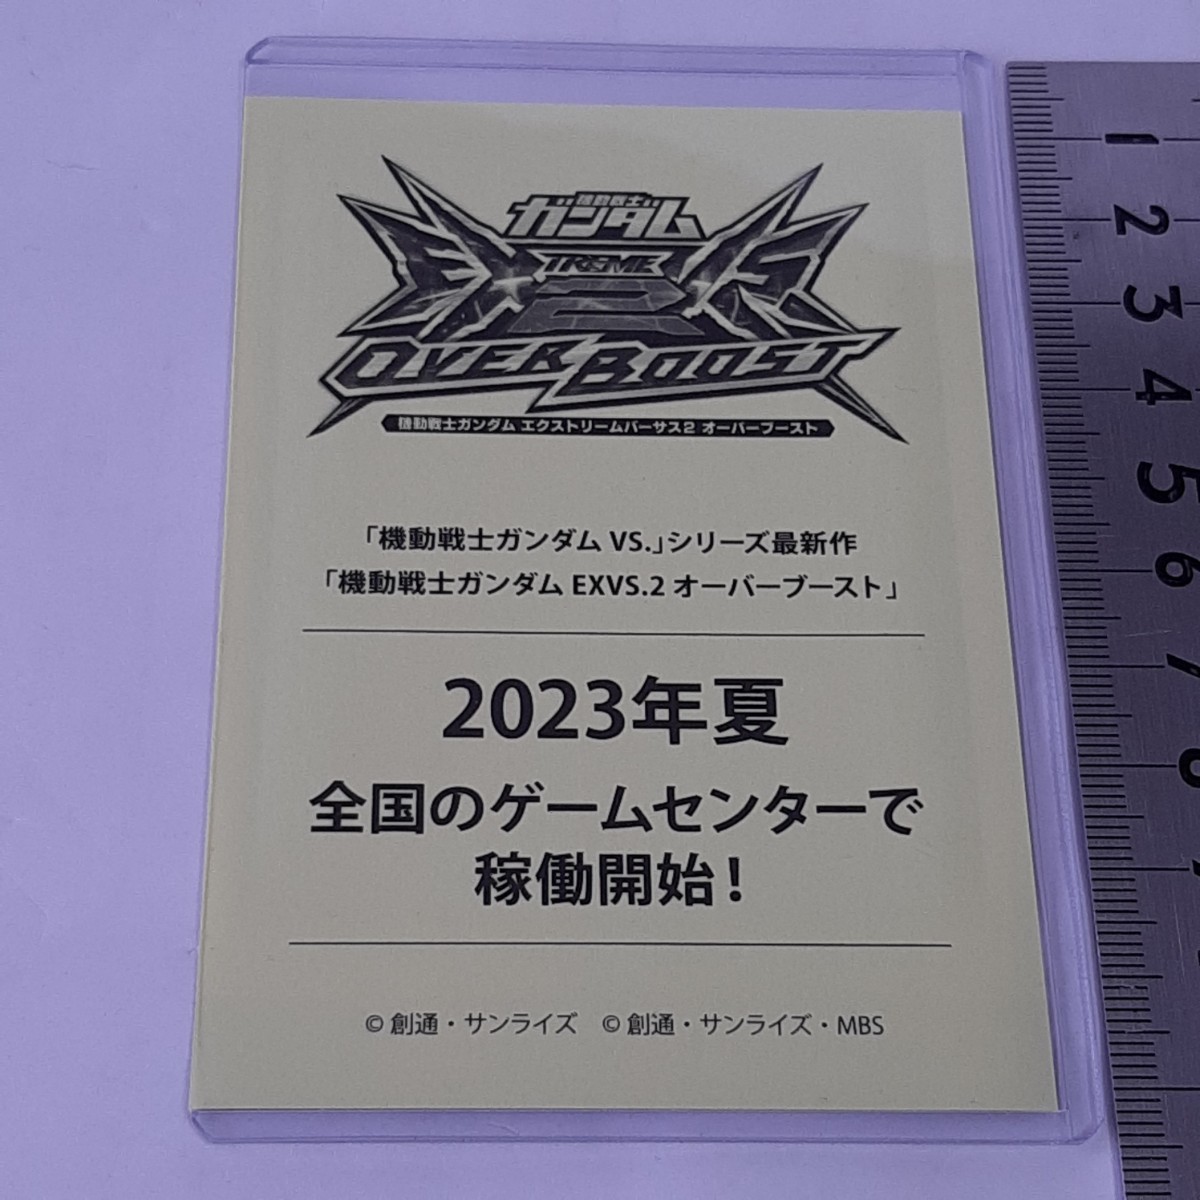 機動戦士
ガンダム
EXTREME VS.
2
OVER BOOST
機動戦士ガンダム エクストリームバーサス2 オーバーブースト
「機動戦士ガンダム VS.」シリーズ最新作
「機動戦士ガンダム EXVS.2 オーバーブースト」
2023年夏
全国のゲームセンターで
稼働開始！
© 創通・サンライズ © 創通・サンライズ・MBS
1
2
3
4
5
6
7
8
9